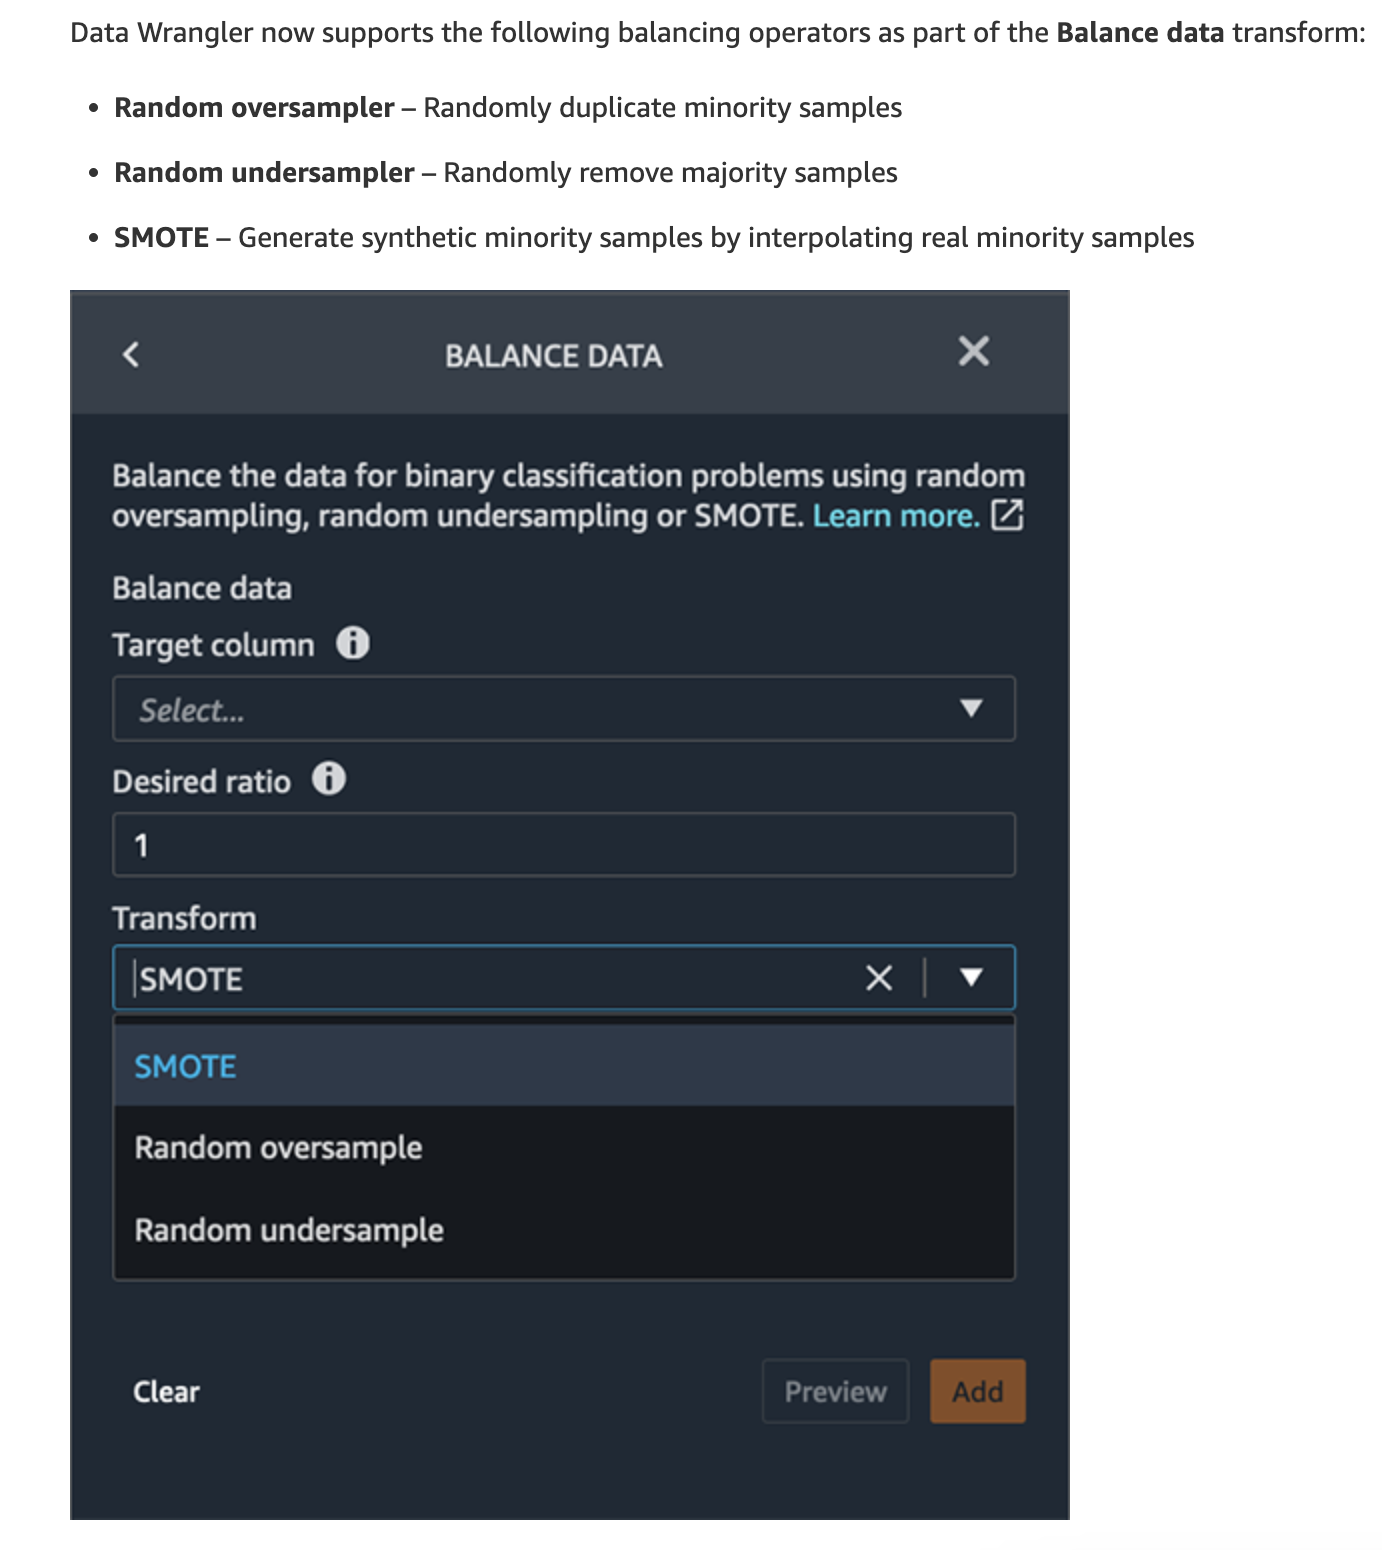 Data Wrangler now supports the following balancing operators as part of the Balance data transform:
• Random oversampler – Randomly duplicate minority samples
• Random undersampler – Randomly remove majority samples
• SMOTE – Generate synthetic minority samples by interpolating real minority samples
BALANCE DATA
Balance the data for binary classification problems using random
oversampling, random undersampling or SMOTE. Learn more.
Balance data
Target column
Select...
Desired ratio
1
Transform
SMOTE
SMOTE
Random oversample
Random undersample
Clear Preview Add